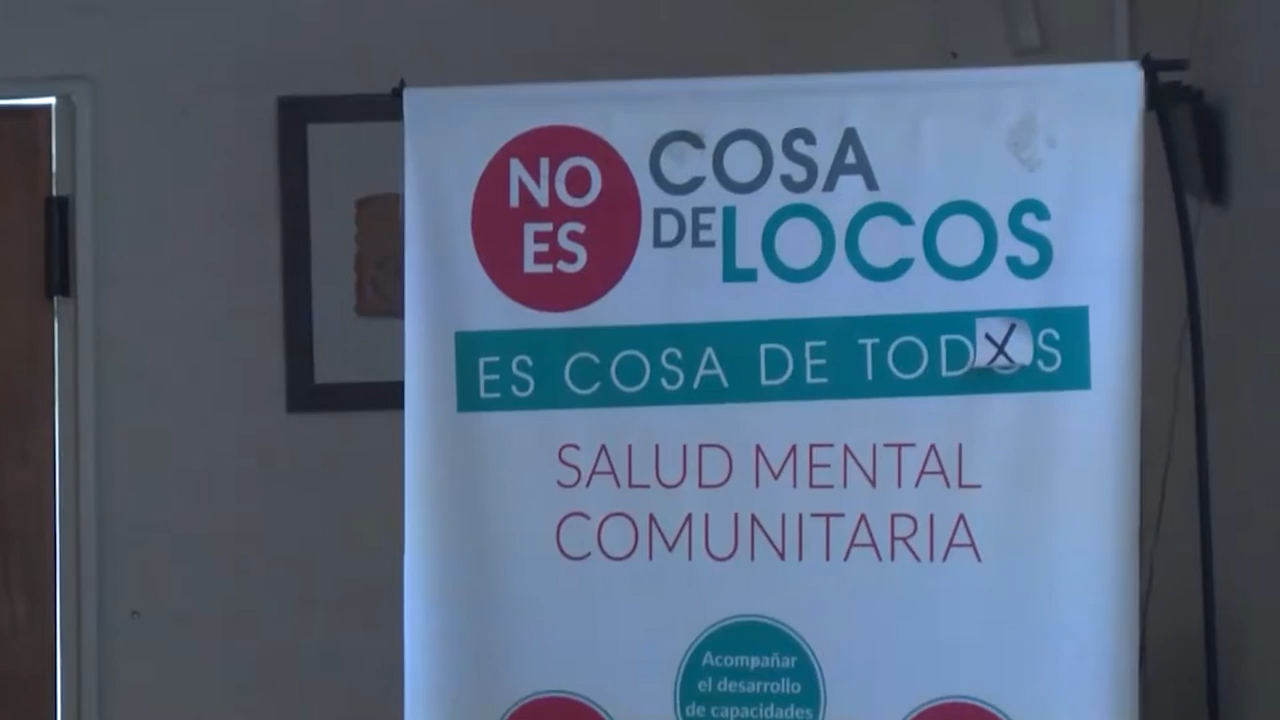 NO
ES
COSA
DE LOCOS
ES COSA DE TODXS
SALUD MENTAL
COMUNITARIA
Acompañar
el desarrollo
de capacidades